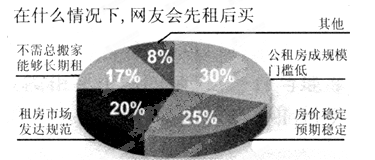 在什么情况下,网友会先租后买
其他
不需总搬家
能够长期租
公租房成规模
门槛低
8%
17%
30%
20%
25%
租房市场
发达规范
房价稳定
预期稳定